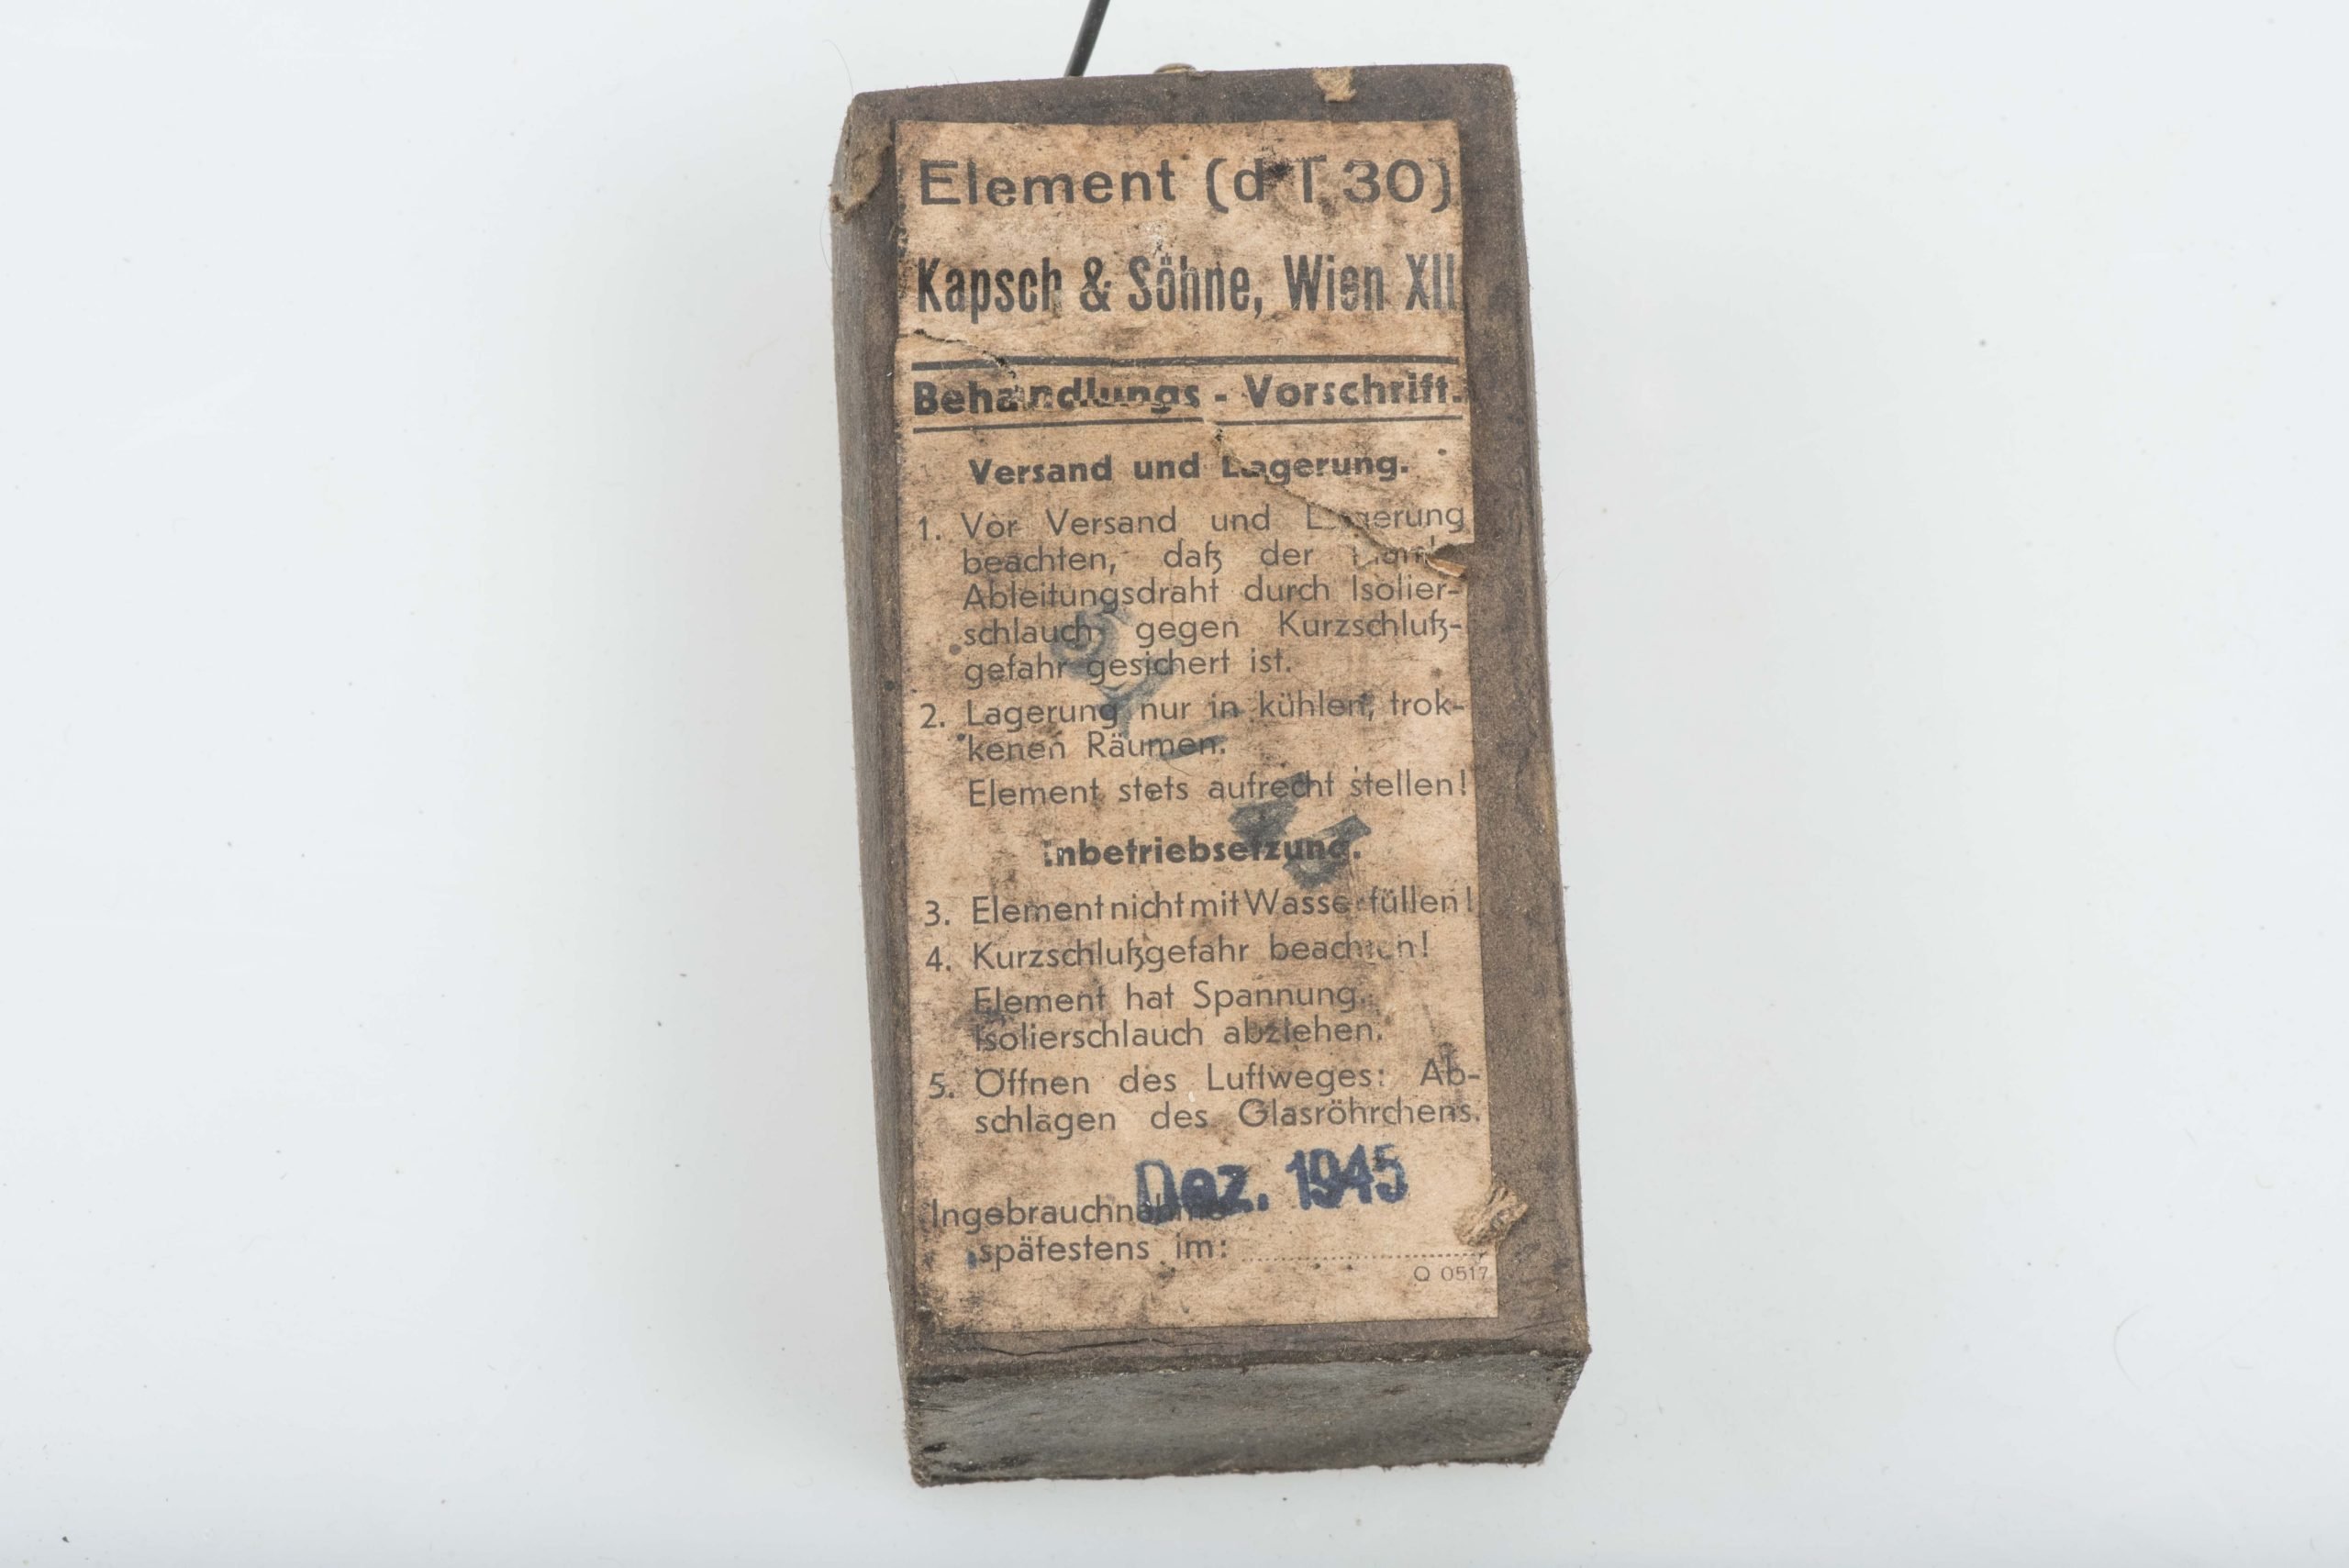 Element (d T 30)
Kapsch & Söhne, Wien XII
Behandlungs - Vorschrift.
Versand und Lagerung.
1. Vor Versand und Lagerung
beachten, daß der
Ableitungsdraht durch Isolier-
schlauch gegen Kurzschluß-
gefahr gesichert ist.
2. Lagerung nur in kühlen, trok-
kenen Räumen.
Element stets aufrecht stellen!
Inbetriebsetzung.
3. Element nicht mit Wasser füllen!
4. Kurzschlußgefahr beachten!
Element hat Spannung.
Isolierschlauch abziehen.
5. Öffnen des Luftweges: Ab-
schlagen des Glasröhrchens.
Dez. 1945
Ingebrauchnahme
spätestens im:
Q 0517